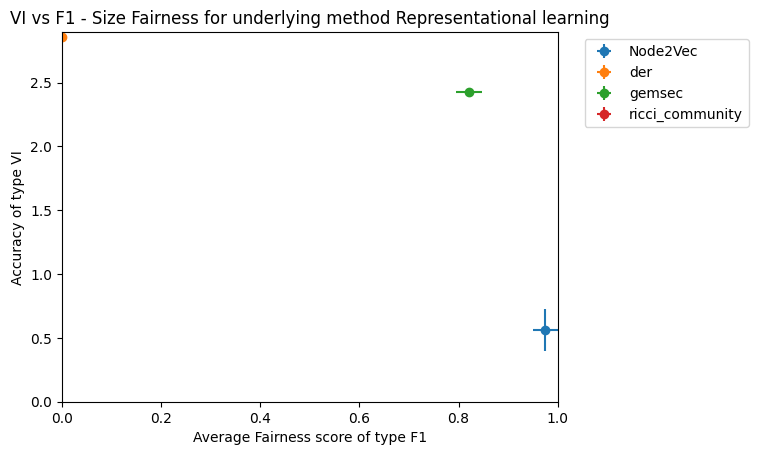 VI vs F1 - Size Fairness for underlying method Representational learning
Node2Vec
der
gemsec
ricci_community
Accuracy of type VI
2.5
2.0
1.5
1.0
0.5
0.0
0.0 0.2 0.4 0.6 0.8 1.0
Average Fairness score of type F1